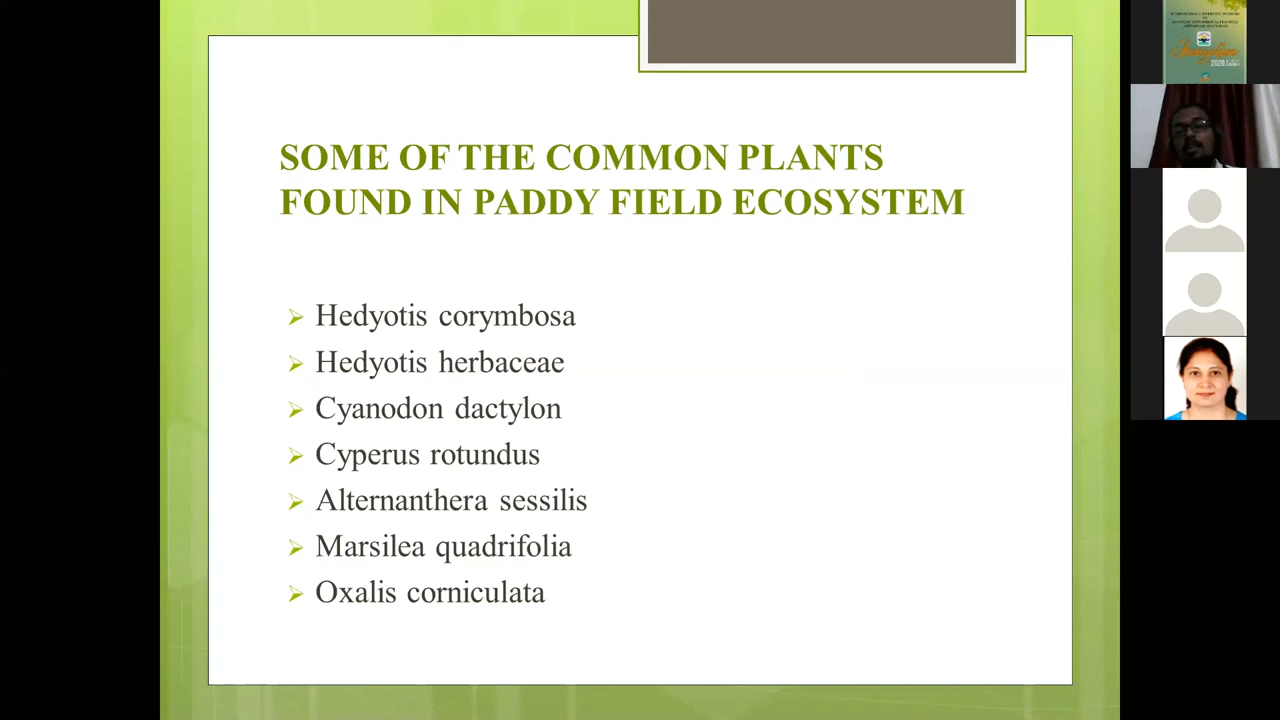 SOME OF THE COMMON PLANTS
FOUND IN PADDY FIELD ECOSYSTEM
Hedyotis corymbosa
Hedyotis herbaceae
Cyanodon dactylon
Cyperus rotundus
Alternanthera sessilis
Marsilea quadrifolia
Oxalis corniculata
2020